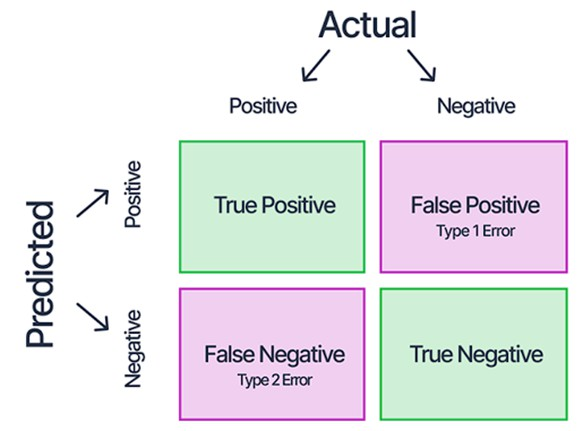 Actual
Positive
Negative
Predicted
Positive
True Positive
False Positive
Type 1 Error
Negative
False Negative
Type 2 Error
True Negative